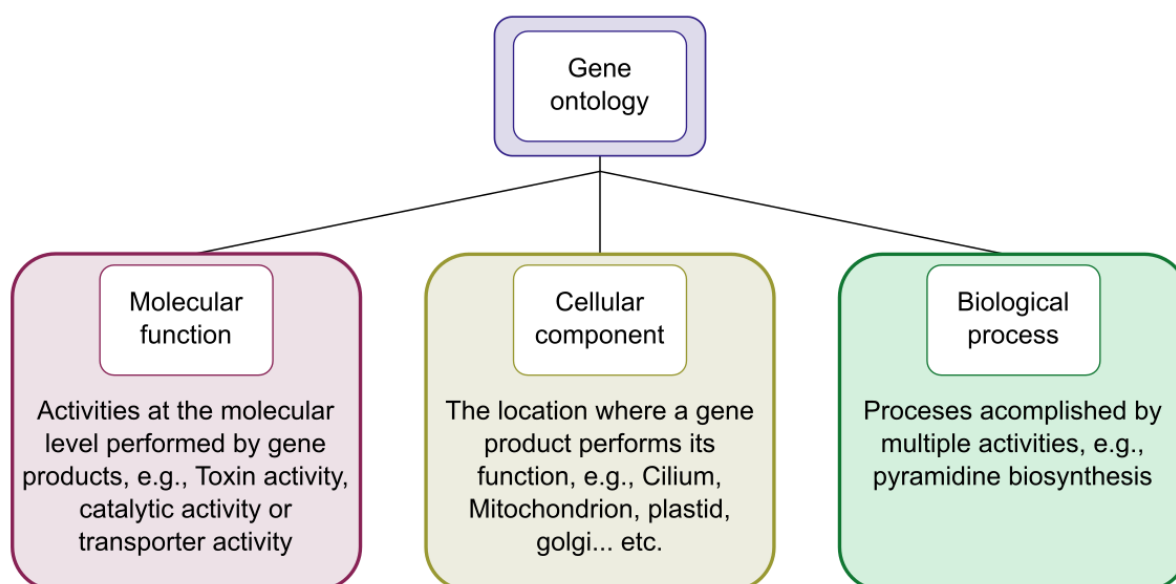 Gene
ontology
Molecular
function
Activities at the molecular
level performed by gene
products, e.g., Toxin activity,
catalytic activity or
transporter activity
Cellular
component
The location where a gene
product performs its
function, e.g., Cilium,
Mitochondrion, plastid,
golgi... etc.
Biological
process
Proceses acomplished by
multiple activities, e.g.,
pyramidine biosynthesis